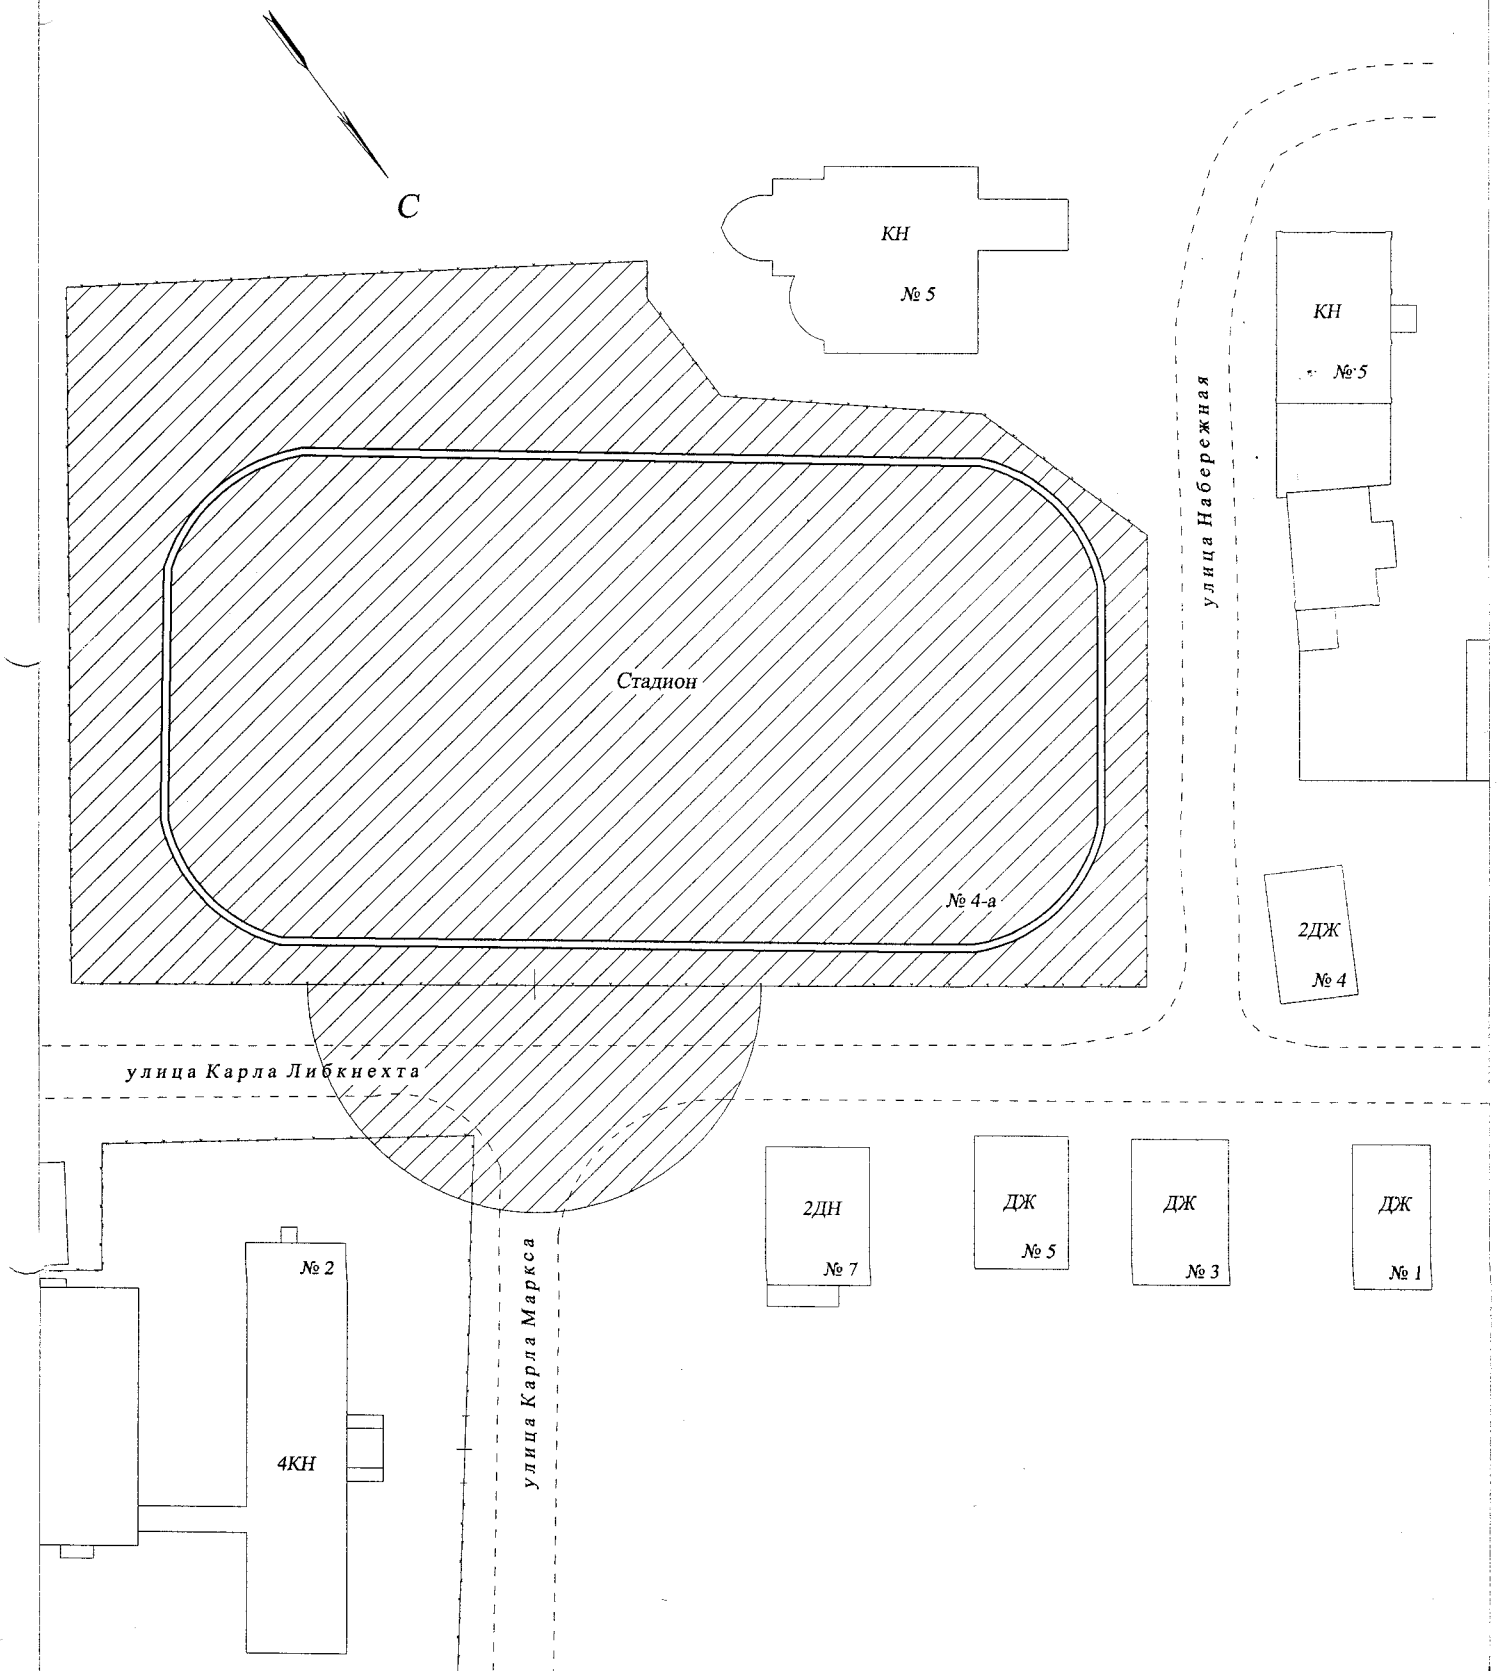 С
КН
№ 5
КН
№ 5
улица Набережная
Стадион
№ 4-а
2ДЖ
№ 4
улица Карла Либкнехта
2ДН
№ 7
ДЖ
№ 5
ДЖ
№ 3
ДЖ
№ 1
№ 2
4КН
улица Карла Маркса